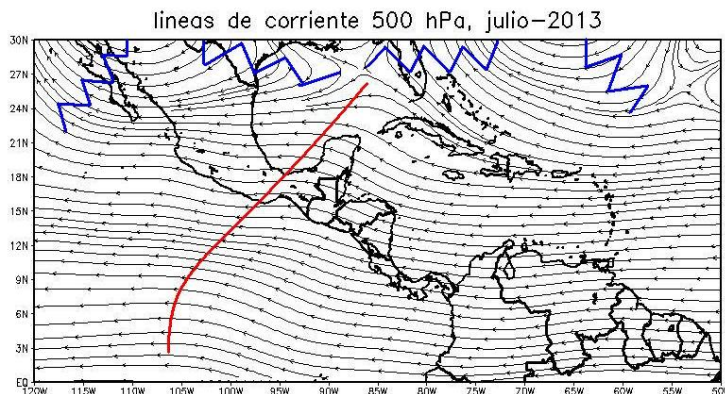 lineas de corriente 500 hPa, julio-2013
30N
27N
24N
21N
18N
15N
12N
9N
6N
3N
EQ
120W 115W 110W 105W 100W 95W 90W 85W 80W 75W 70W 65W 60W 55W 50W